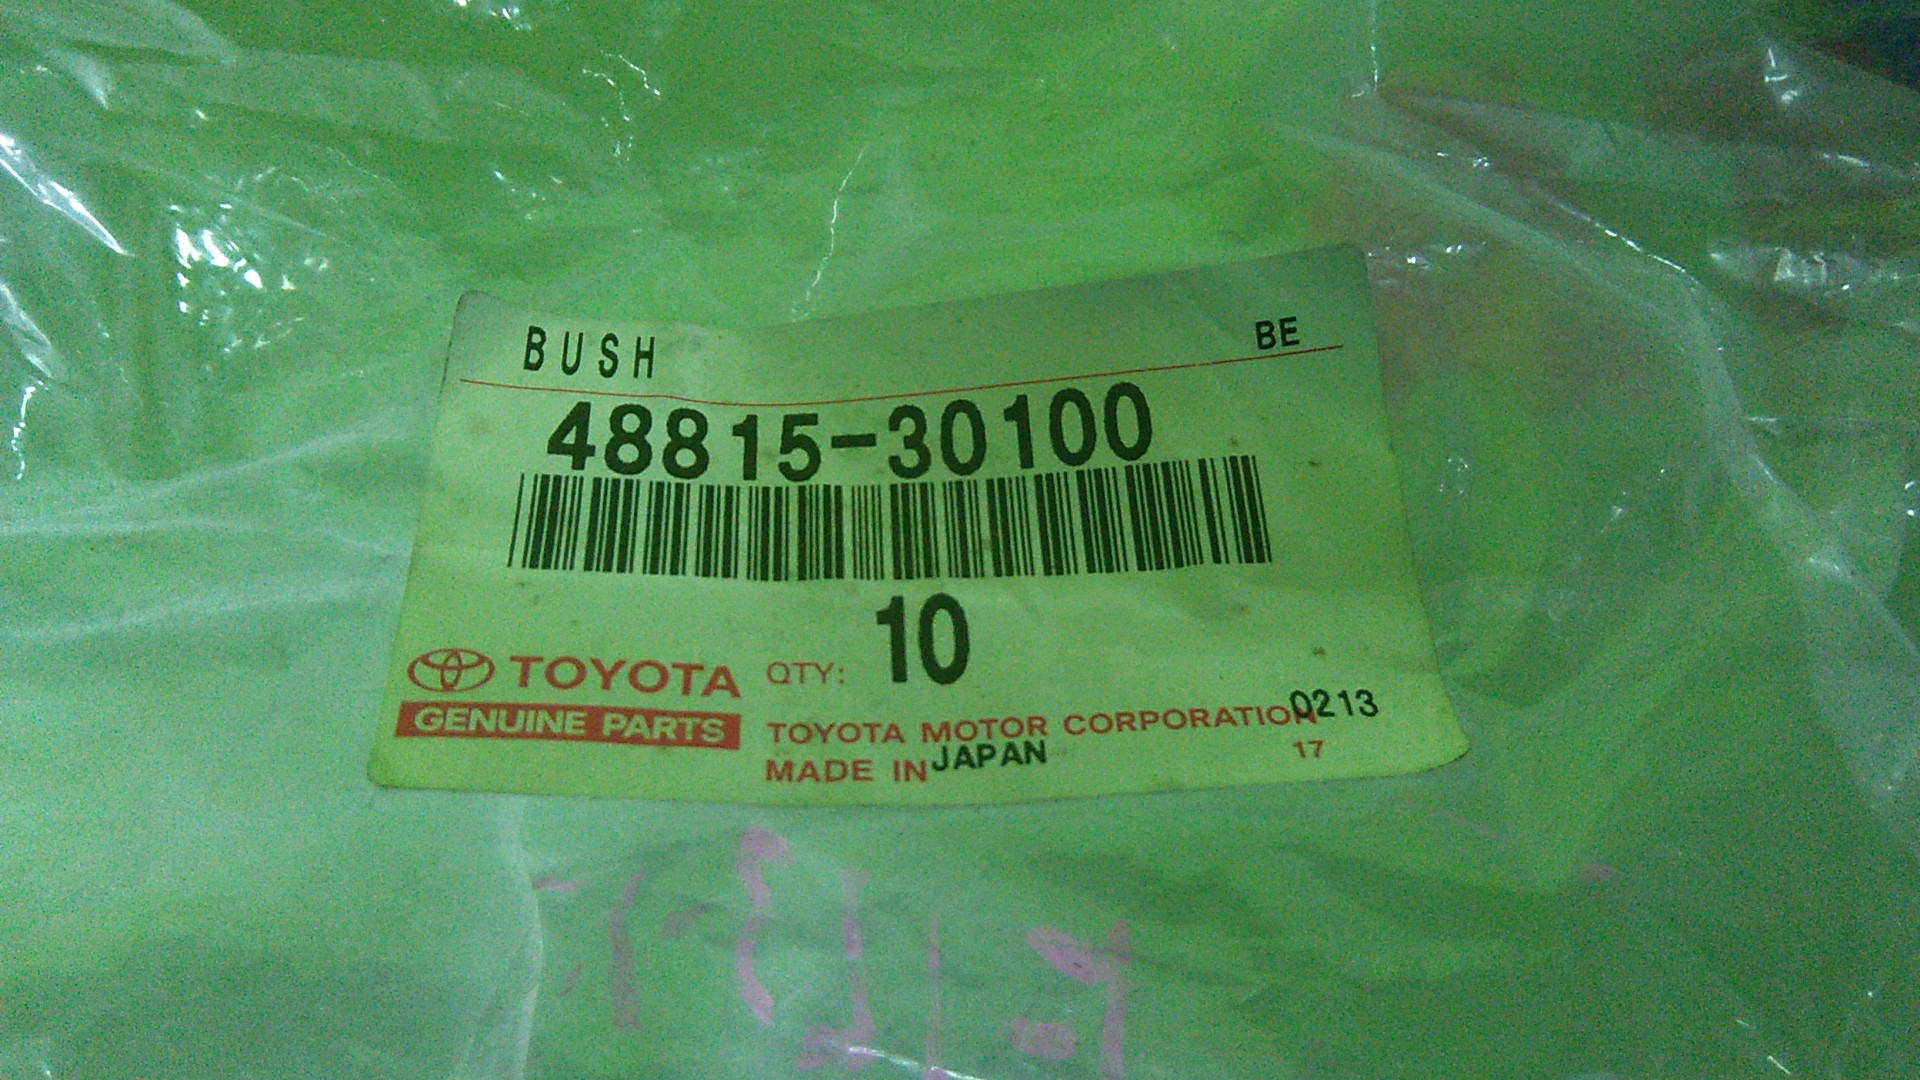 BUSH BE
48815-30100
10
TOYOTA QTY:
GENUINE PARTS
TOYOTA MOTOR CORPORATION 0213
MADE IN JAPAN 17